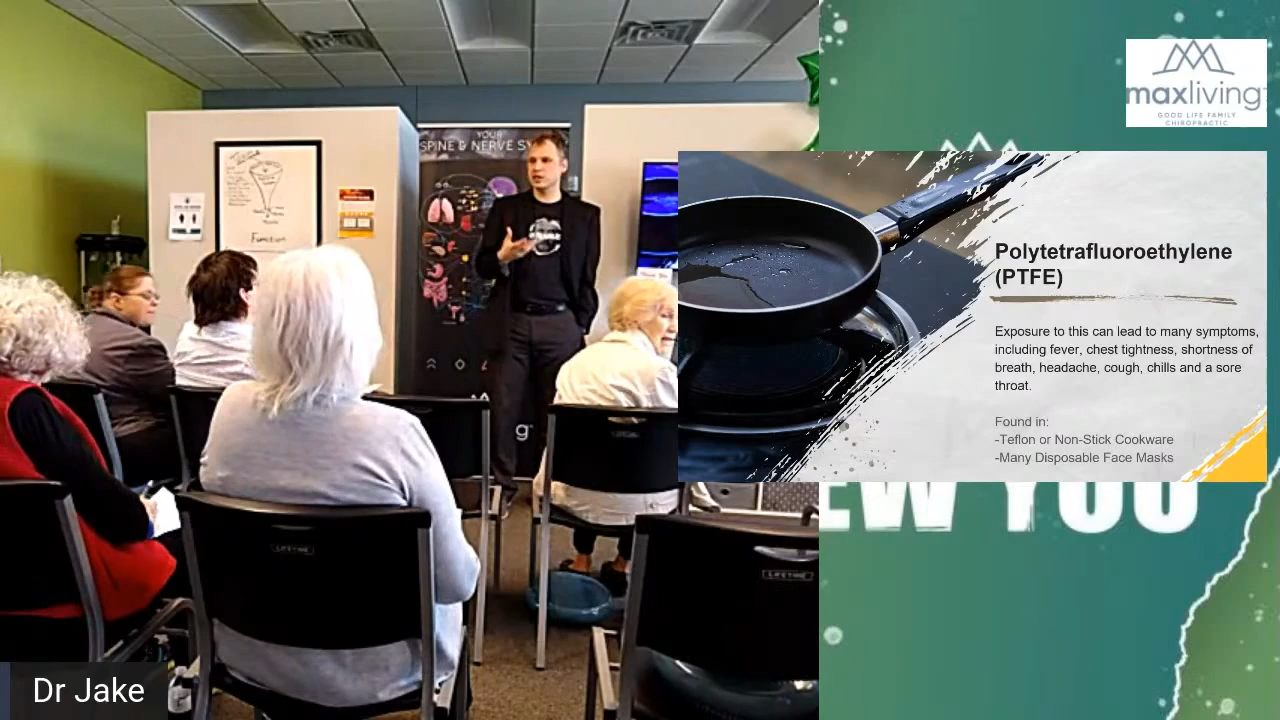 YOUR
SPINE & NERVE SY
Function
LIFETIME
LIFETIME
g
Dr Jake
maxliving
GOOD LIFE FAMILY
CHIROPRACTIC
Polytetrafluoroethylene
(PTFE)
Exposure to this can lead to many symptoms,
including fever, chest tightness, shortness of
breath, headache, cough, chills and a sore
throat.
Found in:
-Teflon or Non-Stick Cookware
-Many Disposable Face Masks
EW YOU